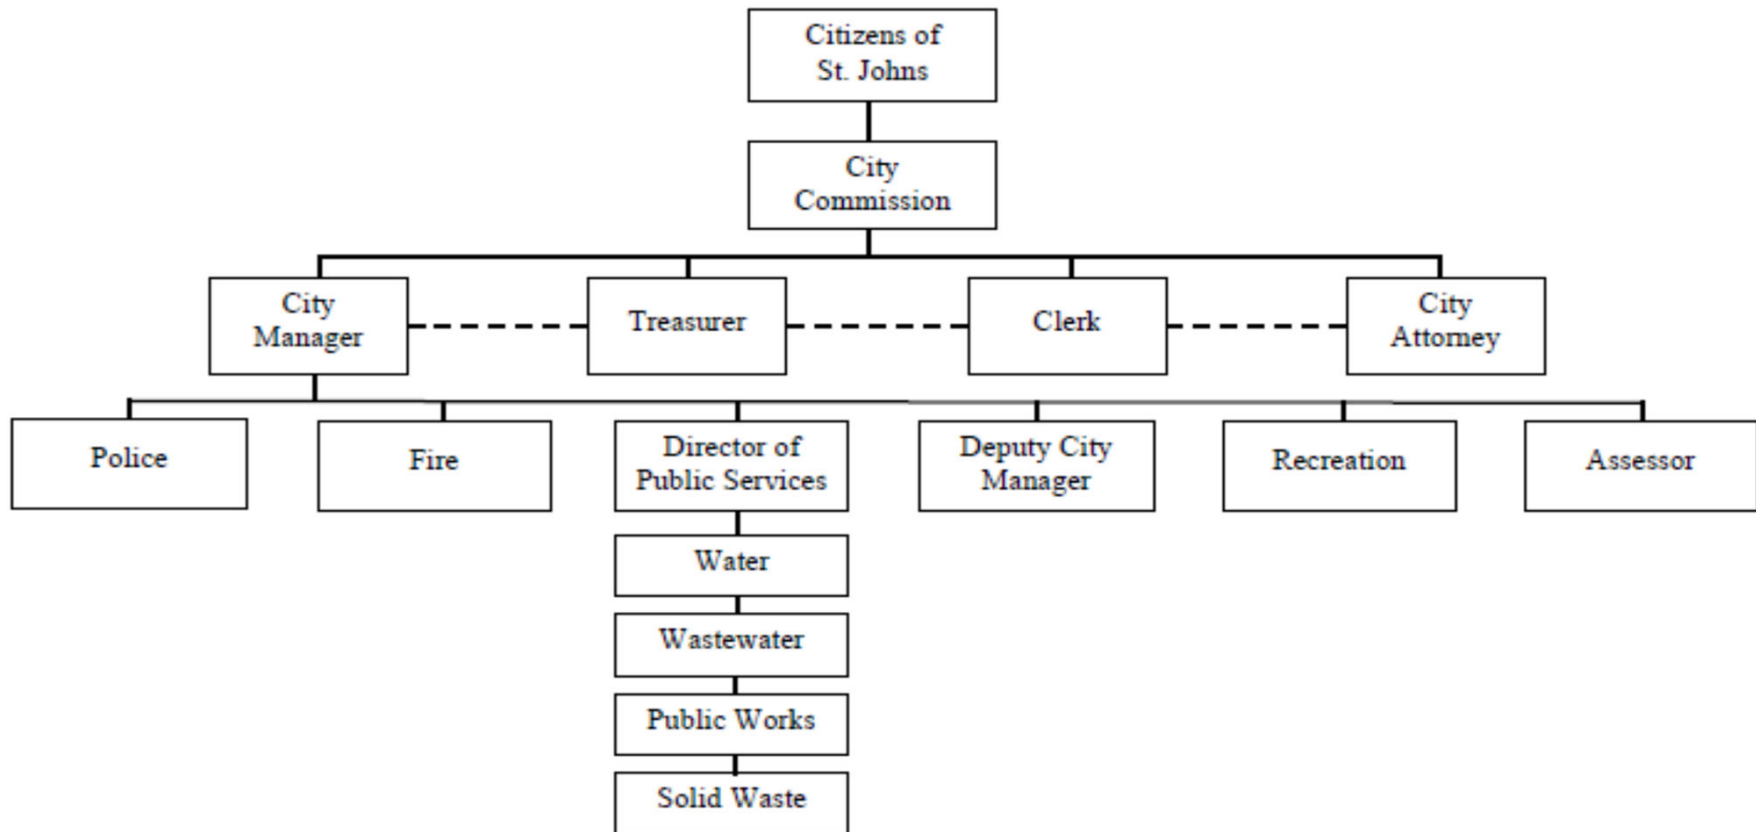 Citizens of
St. Johns
City
Commission
City
Manager
Treasurer
Clerk
City
Attorney
Police
Fire
Director of
Public Services
Deputy City
Manager
Recreation
Assessor
Water
Wastewater
Public Works
Solid Waste